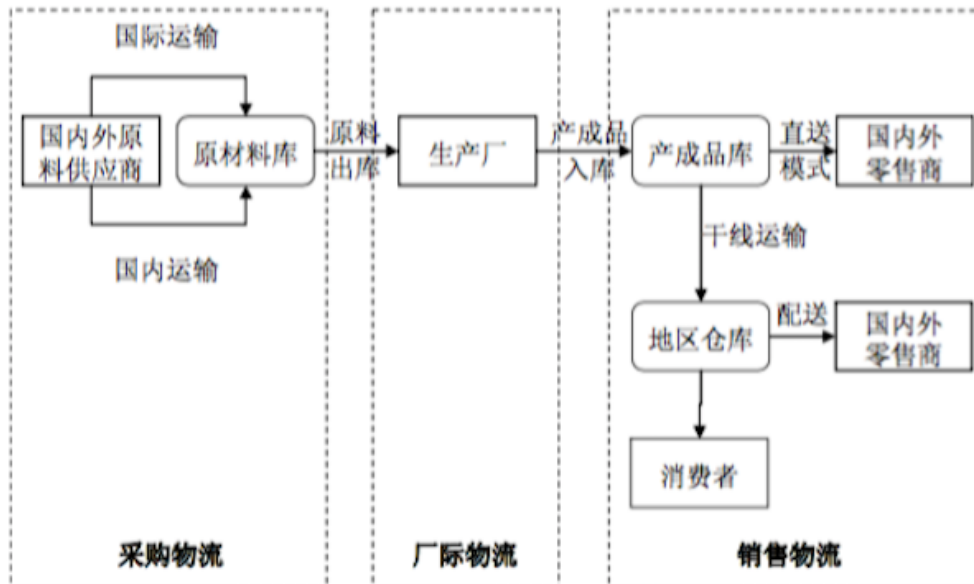 国际运输
国内外原
料供应商
原材料库
国内运输
采购物流
原料
出库
生产厂
厂际物流
产成品
入库
产成品库
直送
模式
国内外
零售商
干线运输
地区仓库
配送
国内外
零售商
消费者
销售物流